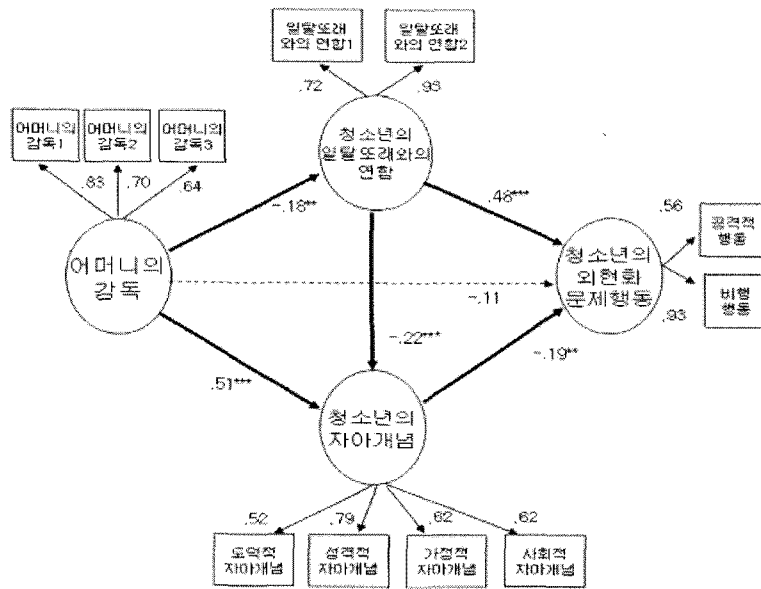 일탈또래
와의 연합1
일탈또래
와의 연합2
.72
.93
어머니의
감독1
어머니의
감독2
어머니의
감독3
.83
.70
.64
청소년의
일탈또래와의
연합
-.18**
.48***
.56
공격적
행동
어머니의
감독
청소년의
외현화
문제행동
-.11
비행
행동
.93
-.22***
.51***
-.19**
청소년의
자아개념
.52
.79
.62
.62
도덕적
자아개념
성격적
자아개념
가정적
자아개념
사회적
자아개념